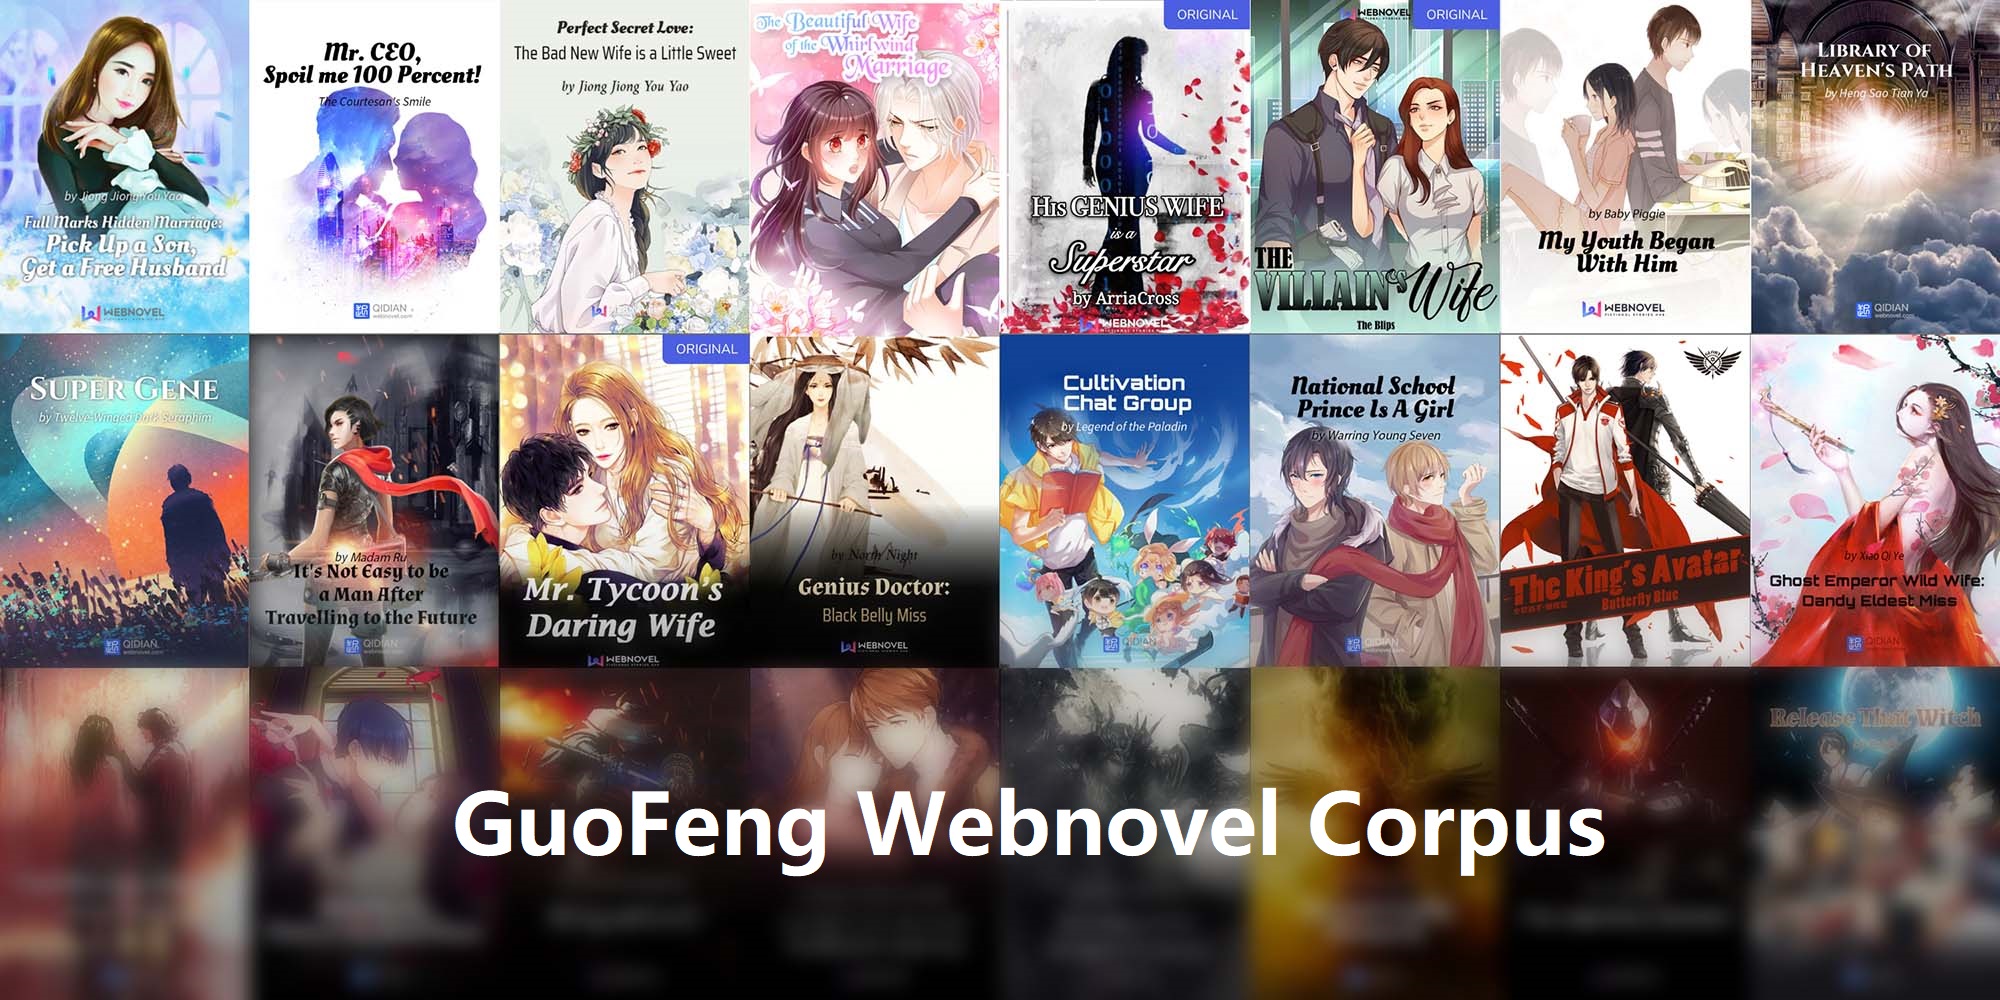 by Jiong Jiong You Yao
Full Marks Hidden Marriage:
Pick Up a Son,
Get a Free Husband
WEBNOVEL
Mr. CEO,
Spoil me 100 Percent!
The Courtesan's Smile
QIDIAN
webnovel.com
Perfect Secret Love:
The Bad New Wife is a Little Sweet
by Jiong Jiong You Yao
WEBNOVEL
The Beautiful Wife
of the Whirlwind
Marriage
ORIGINAL
His GENIUS WIFE
is a
Superstar
by ArriaCross
WEBNOVEL
WEBNOVEL
ORIGINAL
THE
VILLAIN'S Wife
The Blips
by Baby Piggie
My Youth Began
With Him
WEBNOVEL
LIBRARY OF
HEAVEN'S PATH
by Heng Sao Tian Ya
QIDIAN
webnovel.com
SUPER GENE
by Twelve-Winged Dark Seraphim
QIDIAN
webnovel.com
by Madam Ru
It's Not Easy to be
a Man After
Travelling to the Future
QIDIAN
webnovel.com
ORIGINAL
Mr. Tycoon's
Daring Wife
WEBNOVEL
by North Night
Genius Doctor:
Black Belly Miss
WEBNOVEL
Cultivation
Chat Group
by Legend of the Paladin
QIDIAN
National School
Prince Is A Girl
by Warring Young Seven
QIDIAN
webnovel.com
The King's Avatar
Butterfly Blue
by Xiao Qi Ye
Ghost Emperor Wild Wife:
Dandy Eldest Miss
QIDIAN
webnovel.com
Release That Witch
GuoFeng Webnovel Corpus